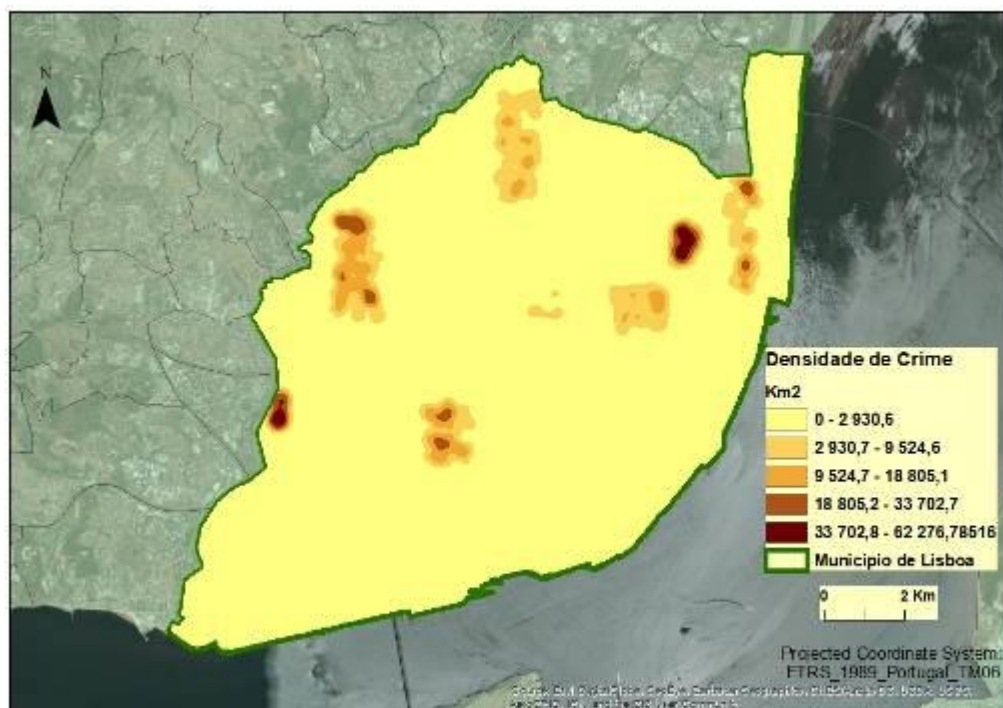 N
Densidade de Crime
Km2
0 - 2 930,6
2 930,7 - 9 524,6
9 524,7 - 18 805,1
18 805,2 - 33 702,7
33 702,8 - 62 276,78516
Município de Lisboa
0 2 Km
Projected Coordinate System:
ETRS_1989_Portugal_TM06